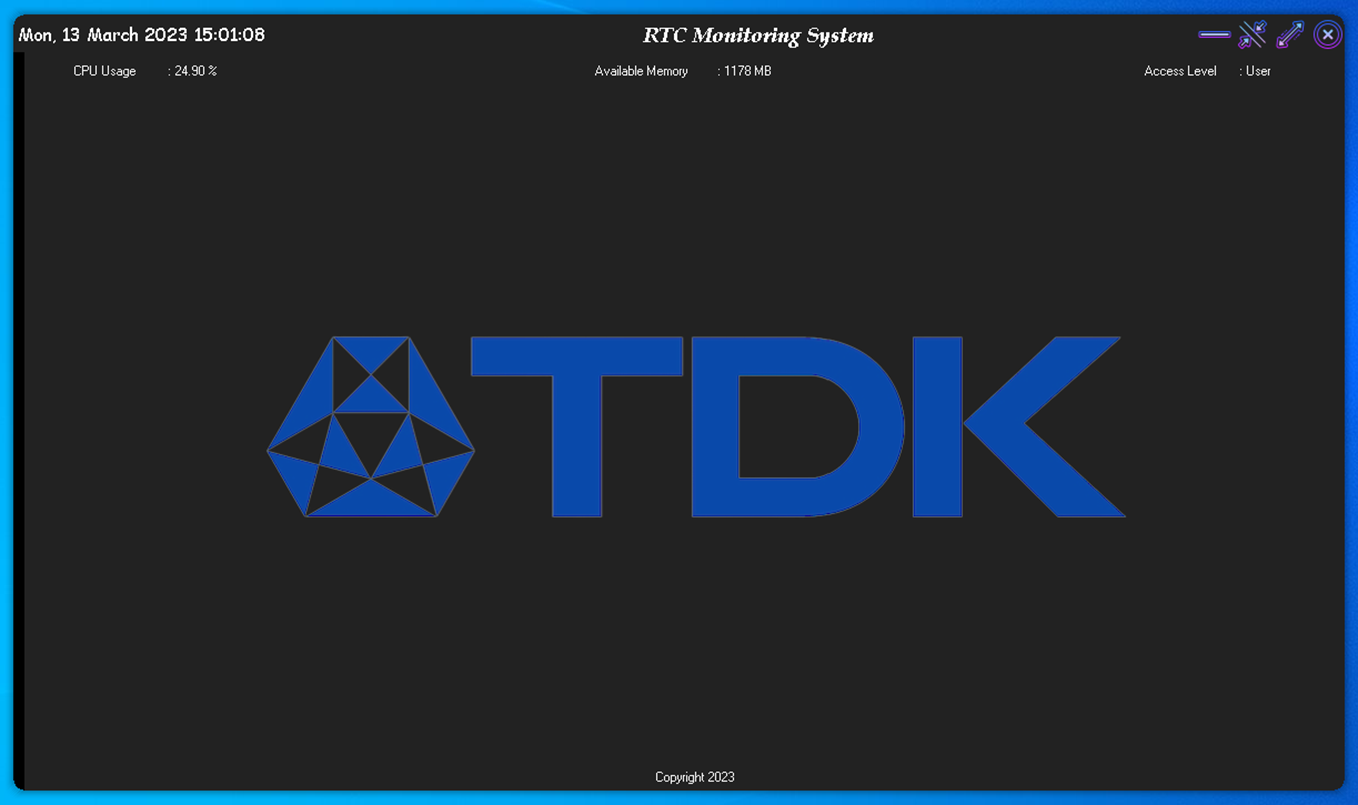 Mon, 13 March 2023 15:01:08
RTC Monitoring System
CPU Usage : 24.90 %
Available Memory : 1178 MB
Access Level : User
TDK
Copyright 2023